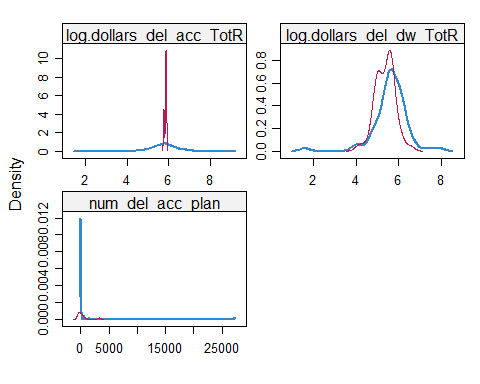 log.dollars_del_acc_TotR
log.dollars_del_dw_TotR
0 2 4 6 8 10
0.0 0.2 0.4 0.6 0.8
2 4 6 8
2 4 6 8
Density
num_del_acc_plan
0.000 0.004 0.008 0.012
0 5000 15000 25000